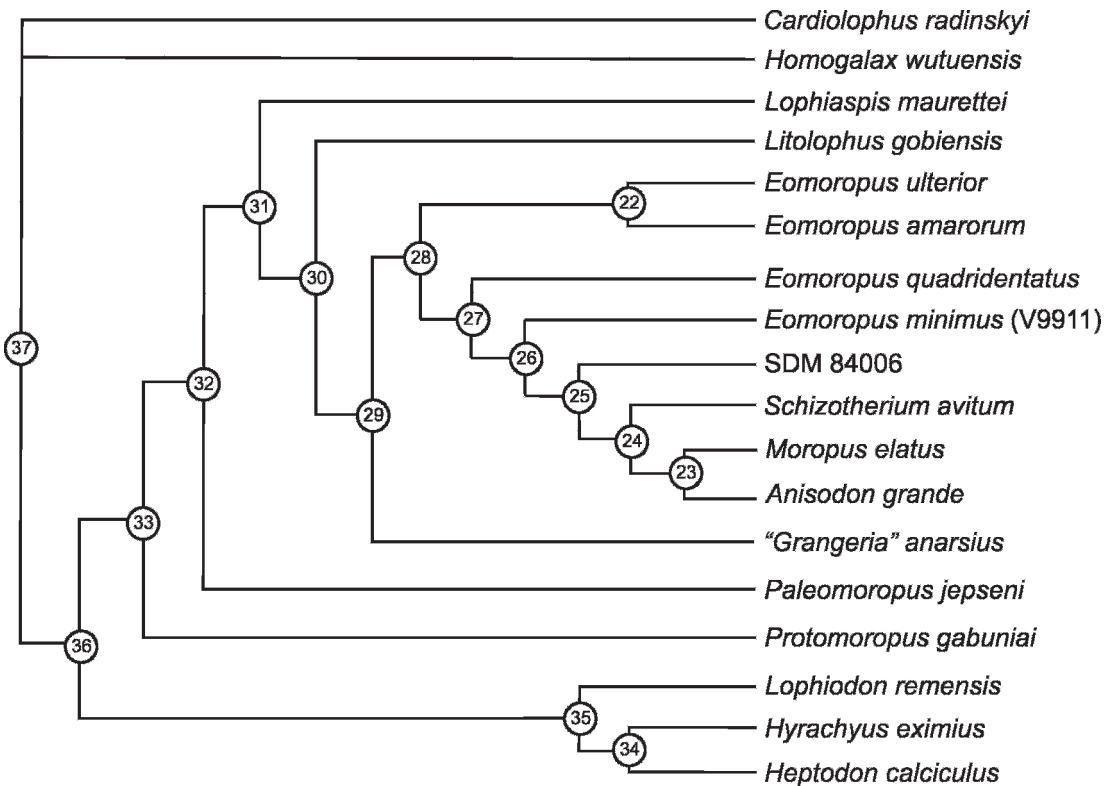 Cardiolophus radinskyi
Homogalax wutuensis
Lophiaspis maurettei
Litolophus gobiensis
Eomoropus ulterior
22
31
Eomoropus amarorum
28
30
Eomoropus quadridentatus
27
Eomoropus minimus (V9911)
37
26
SDM 84006
32
25
Schizotherium avitum
29
24
Moropus elatus
23
Anisodon grande
33
“Grangeria” anarsius
Paleomoropus jepseni
36
Protomoropus gabuniai
Lophiodon remensis
35
Hyrachyus eximius
34
Heptodon calciculus